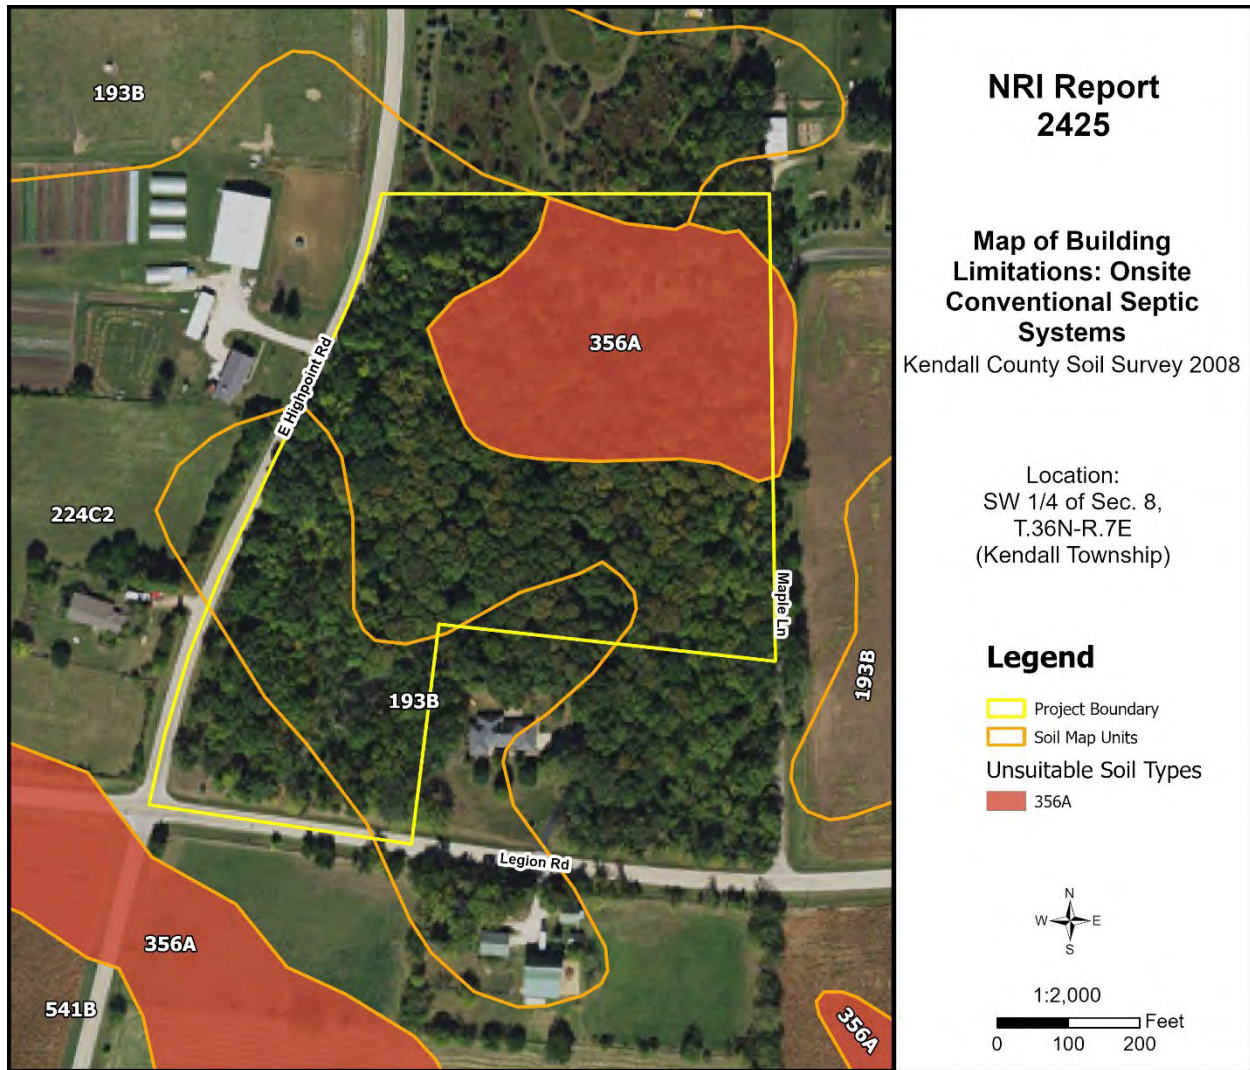 193B
E Highpoint Rd
356A
224C2
Maple Ln
193B
193B
Legion Rd
356A
541B
356A
NRI Report
2425
Map of Building
Limitations: Onsite
Conventional Septic
Systems
Kendall County Soil Survey 2008
Location:
SW 1/4 of Sec. 8,
T.36N-R.7E
(Kendall Township)
Legend
Project Boundary
Soil Map Units
Unsuitable Soil Types
356A
N
W E
S
1:2,000
Feet
0 100 200